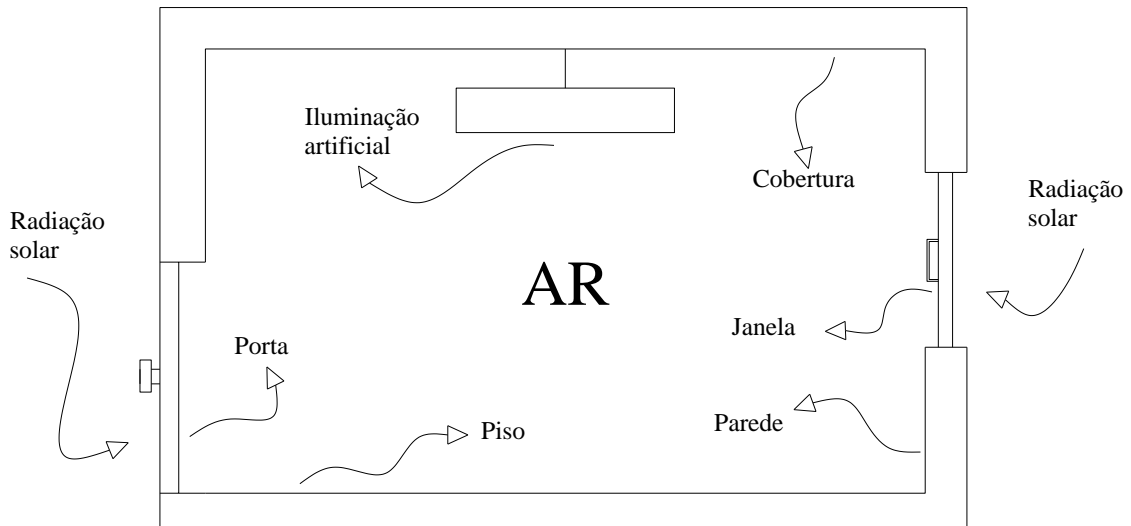 Iluminação
artificial
Cobertura
Radiação
solar
Radiação
solar
AR
Janela
Porta
Parede
Piso